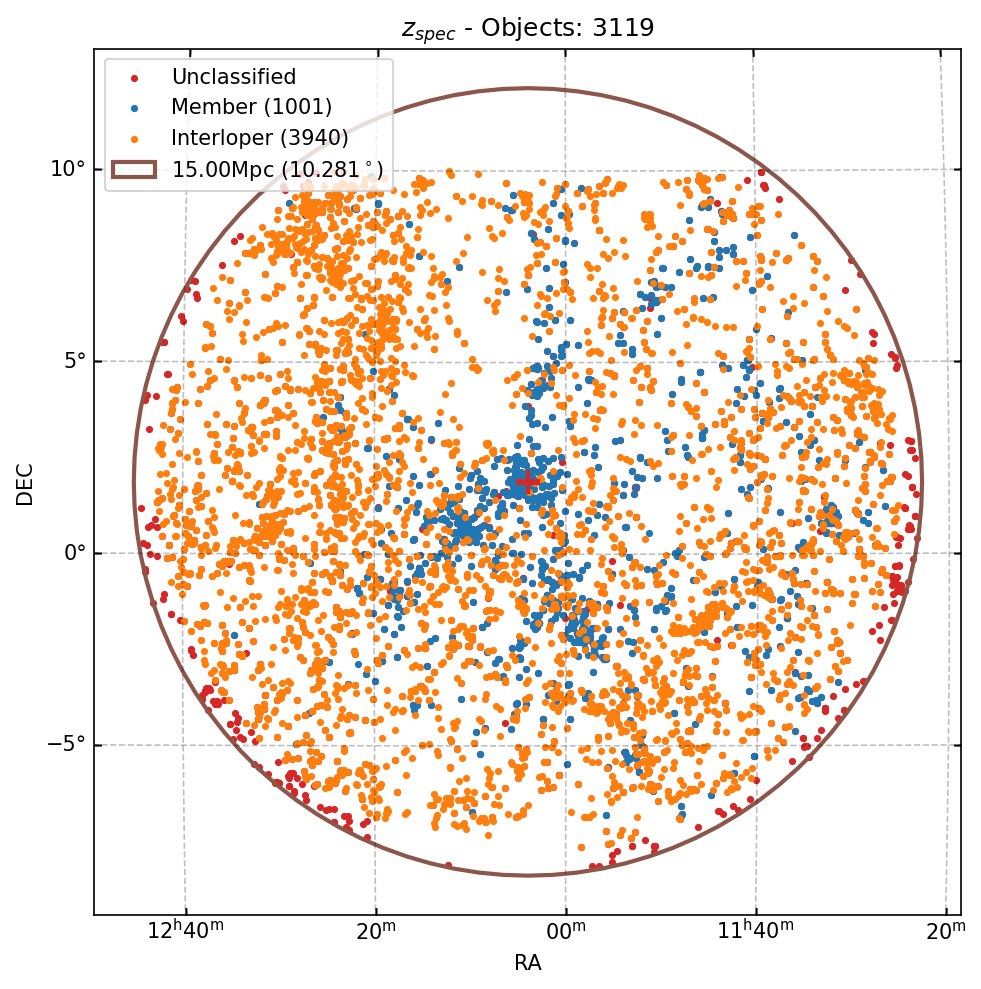 z_spec - Objects: 3119
Unclassified
Member (1001)
Interloper (3940)
15.00Mpc (10.281°)
10°
5°
0°
−5°
DEC
12ʰ40ᵐ
20ᵐ
00ᵐ
11ʰ40ᵐ
20ᵐ
RA